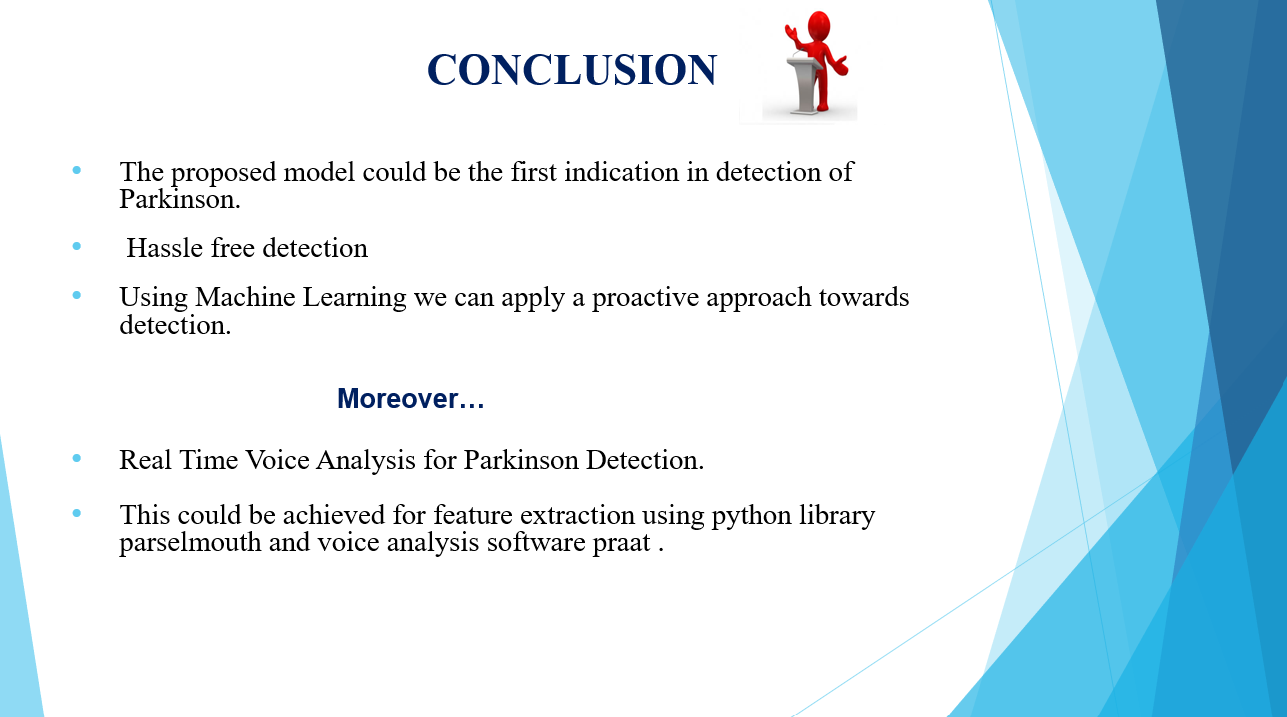 CONCLUSION
• The proposed model could be the first indication in detection of
Parkinson.
• Hassle free detection
• Using Machine Learning we can apply a proactive approach towards
detection.
Moreover…
• Real Time Voice Analysis for Parkinson Detection.
• This could be achieved for feature extraction using python library
parselmouth and voice analysis software praat .